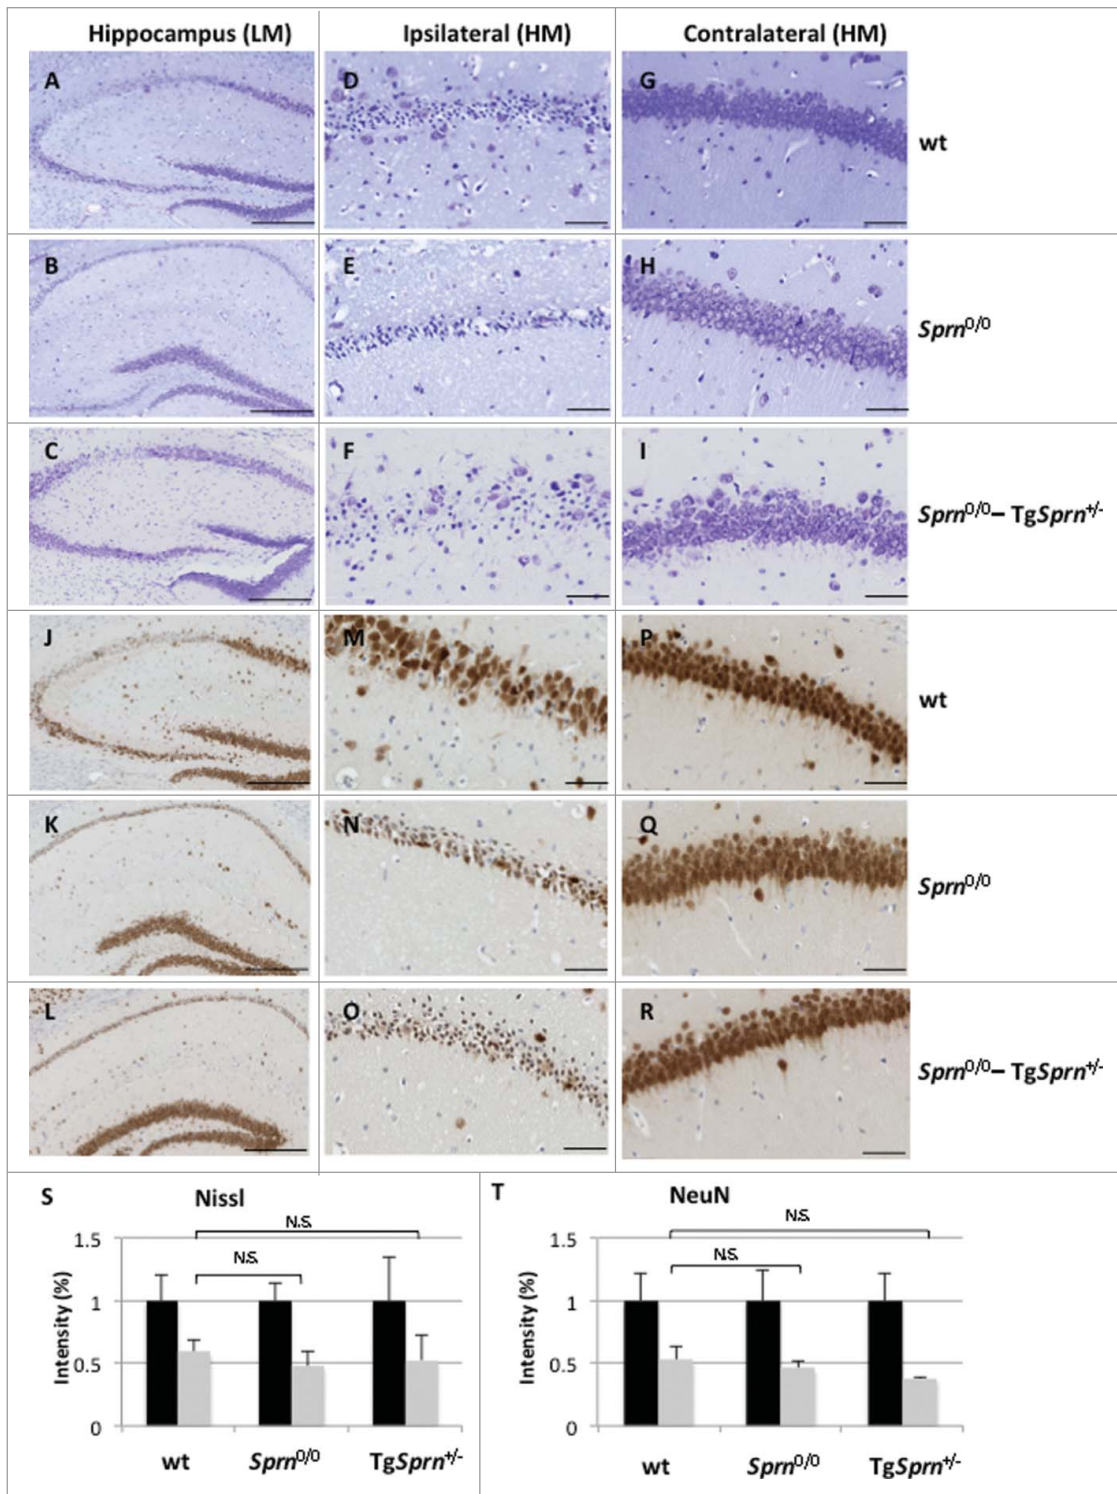 Hippocampus (LM) Ipsilateral (HM) Contralateral (HM)
A D G wt
B E H Sprn0/0
C F I Sprn0/0– TgSprn+/-
J M P wt
K N Q Sprn0/0
L O R Sprn0/0– TgSprn+/-
S Nissl
N.S.
N.S.
Intensity (%)
1.5
1
0.5
0
wt Sprn0/0 TgSprn+/-
T NeuN
N.S.
N.S.
Intensity (%)
1.5
1
0.5
0
wt Sprn0/0 TgSprn+/-